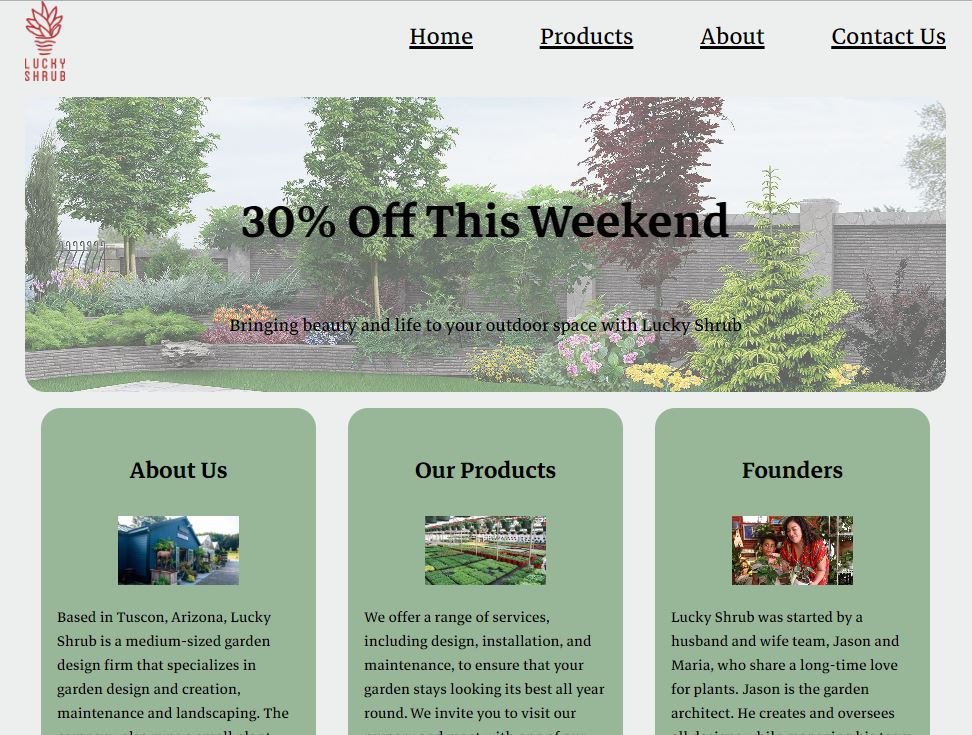 LUCKY
SHRUB
Home Products About Contact Us
30% Off This Weekend
Bringing beauty and life to your outdoor space with Lucky Shrub
About Us
Based in Tuscon, Arizona, Lucky
Shrub is a medium-sized garden
design firm that specializes in
garden design and creation,
maintenance and landscaping. The
Our Products
We offer a range of services,
including design, installation, and
maintenance, to ensure that your
garden stays looking its best all year
round. We invite you to visit our
Founders
Lucky Shrub was started by a
husband and wife team, Jason and
Maria, who share a long-time love
for plants. Jason is the garden
architect. He creates and oversees